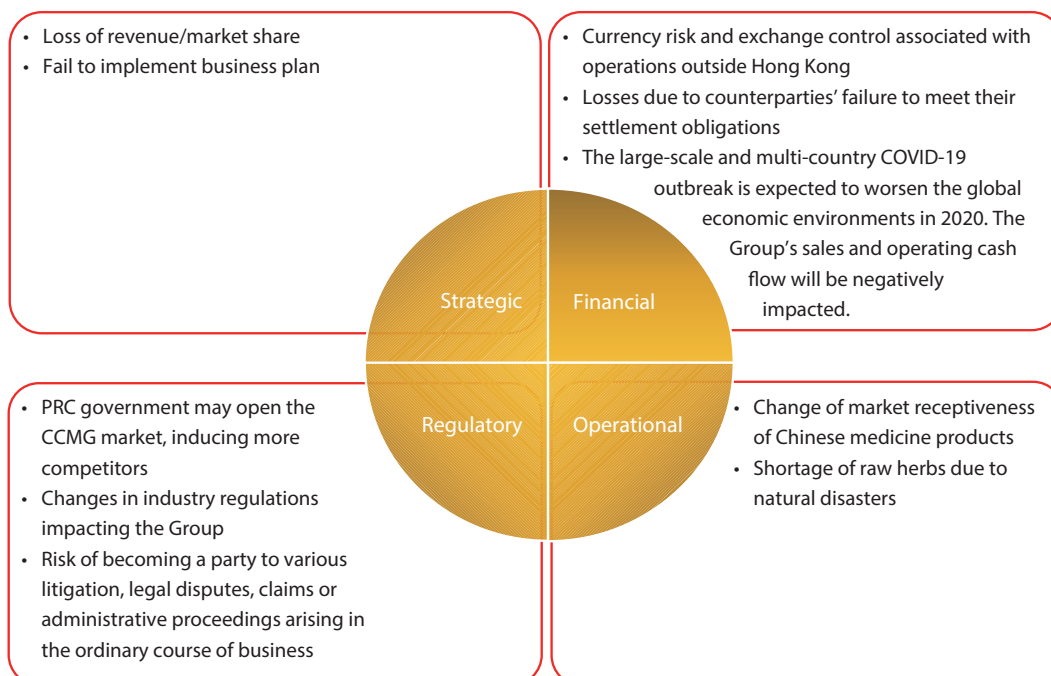 • Loss of revenue/market share
• Fail to implement business plan
• Currency risk and exchange control associated with
operations outside Hong Kong
• Losses due to counterparties’ failure to meet their
settlement obligations
• The large-scale and multi-country COVID-19
outbreak is expected to worsen the global
economic environments in 2020. The
Group’s sales and operating cash
flow will be negatively
impacted.
Strategic
Financial
Regulatory
Operational
• PRC government may open the
CCMG market, inducing more
competitors
• Changes in industry regulations
impacting the Group
• Risk of becoming a party to various
litigation, legal disputes, claims or
administrative proceedings arising in
the ordinary course of business
• Change of market receptiveness
of Chinese medicine products
• Shortage of raw herbs due to
natural disasters